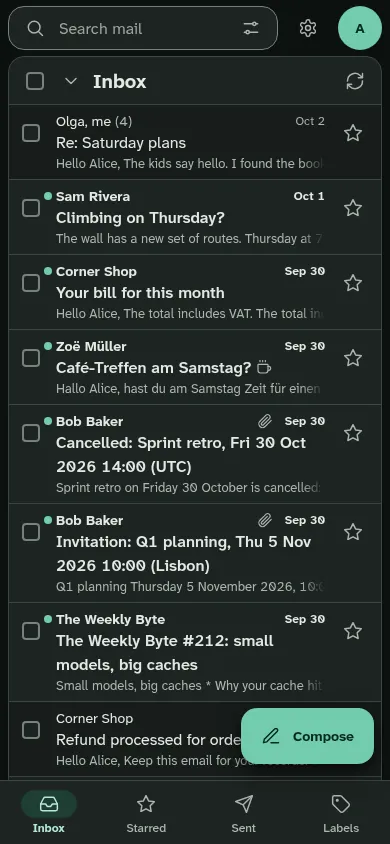 Search mail
A
Inbox
Olga, me (4) Oct 2
Re: Saturday plans
Hello Alice, The kids say hello. I found the book
Sam Rivera Oct 1
Climbing on Thursday?
The wall has a new set of routes. Thursday at 7
Corner Shop Sep 30
Your bill for this month
Hello Alice, The total includes VAT. The total in
Zoë Müller Sep 30
Café-Treffen am Samstag? ☕
Hallo Alice, hast du am Samstag Zeit für einen
Bob Baker Sep 30
Cancelled: Sprint retro, Fri 30 Oct
2026 14:00 (UTC)
Sprint retro on Friday 30 October is cancelled:
Bob Baker Sep 30
Invitation: Q1 planning, Thu 5 Nov
2026 10:00 (Lisbon)
Q1 planning Thursday 5 November 2026, 10:0
The Weekly Byte Sep 30
The Weekly Byte #212: small
models, big caches
Small models, big caches * Why your cache hit
Corner Shop
Refund processed for orde
Hello Alice, Keep this email for
Compose
Inbox
Starred
Sent
Labels